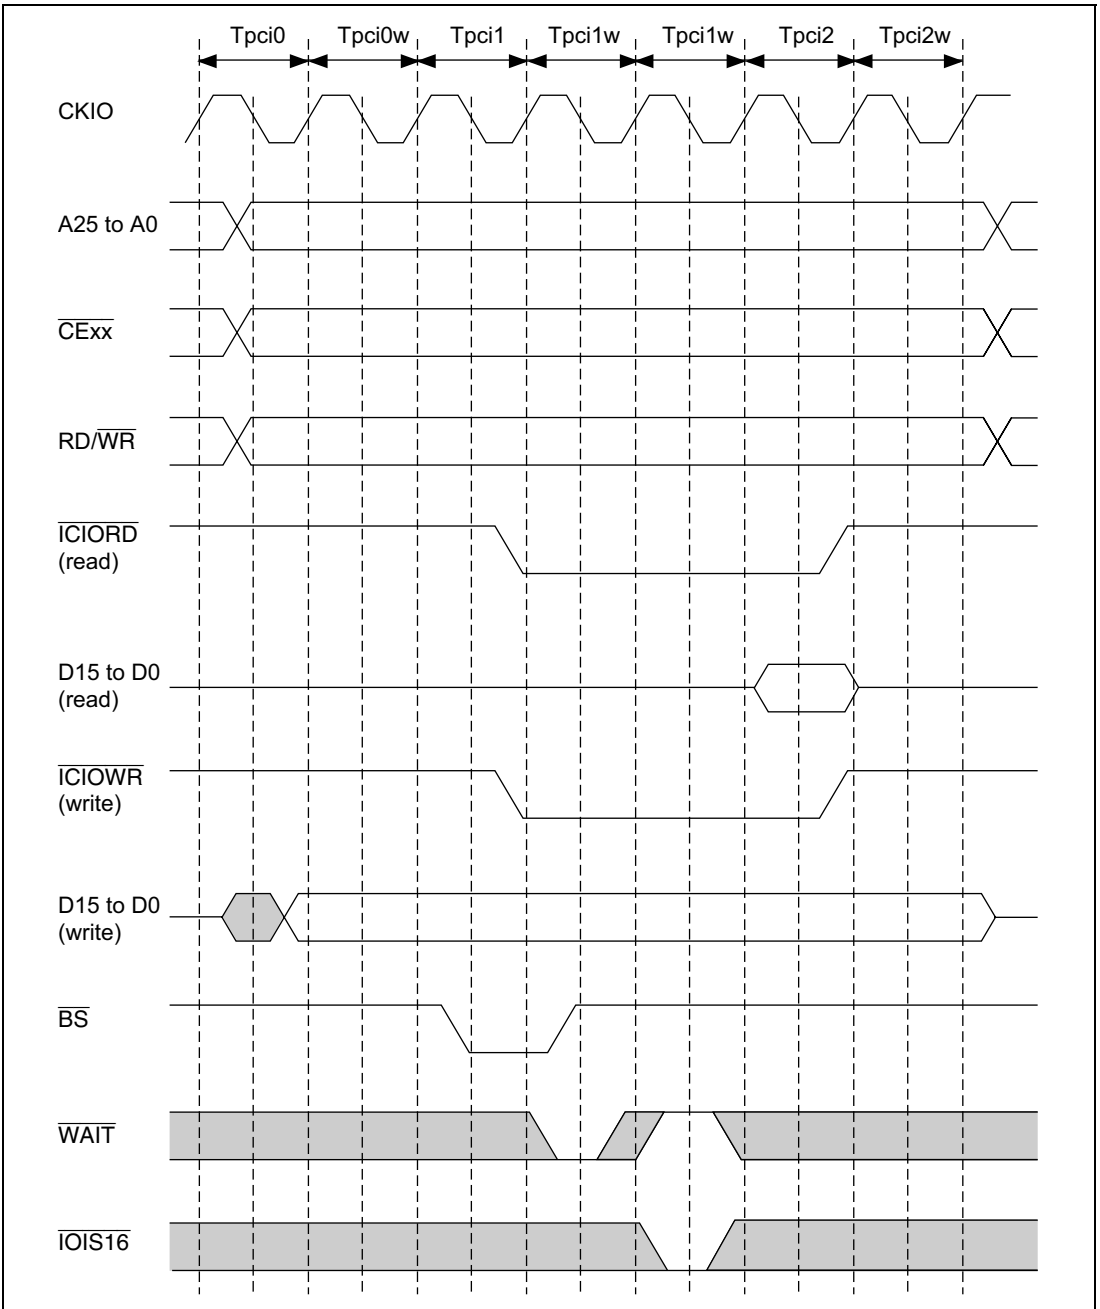 Tpci0 Tpci0w Tpci1 Tpci1w Tpci1w Tpci2 Tpci2w
CKIO
A25 to A0
CExx
RD/WR
ICIORD
(read)
D15 to D0
(read)
ICIOWR
(write)
D15 to D0
(write)
BS
WAIT
IOIS16